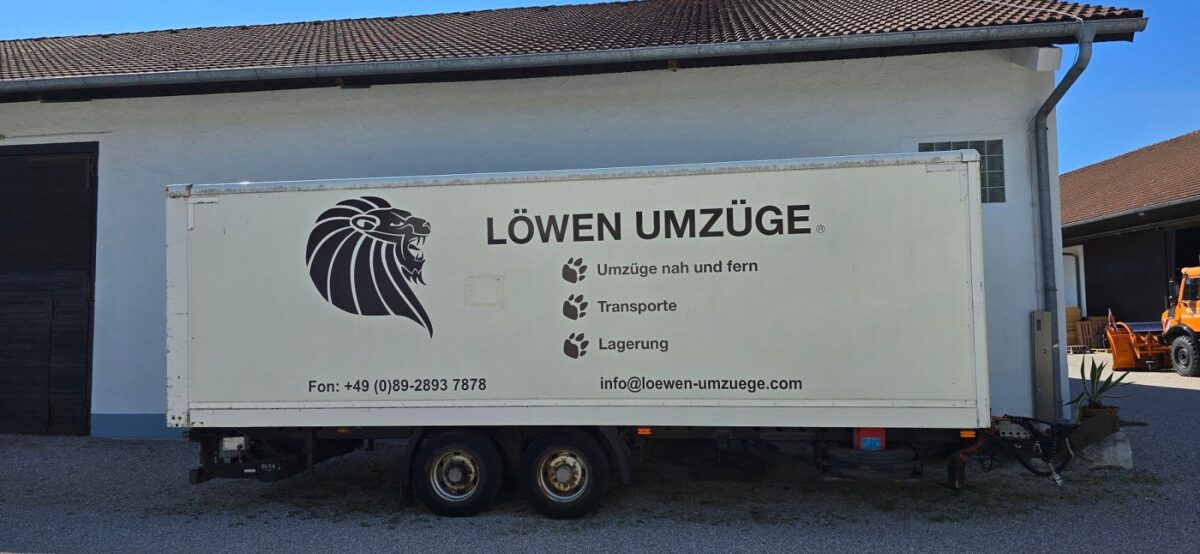 LÖWEN UMZÜGE®
Umzüge nah und fern
Transporte
Lagerung
Fon: +49 (0)89-2893 7878
info@loewen-umzuege.com